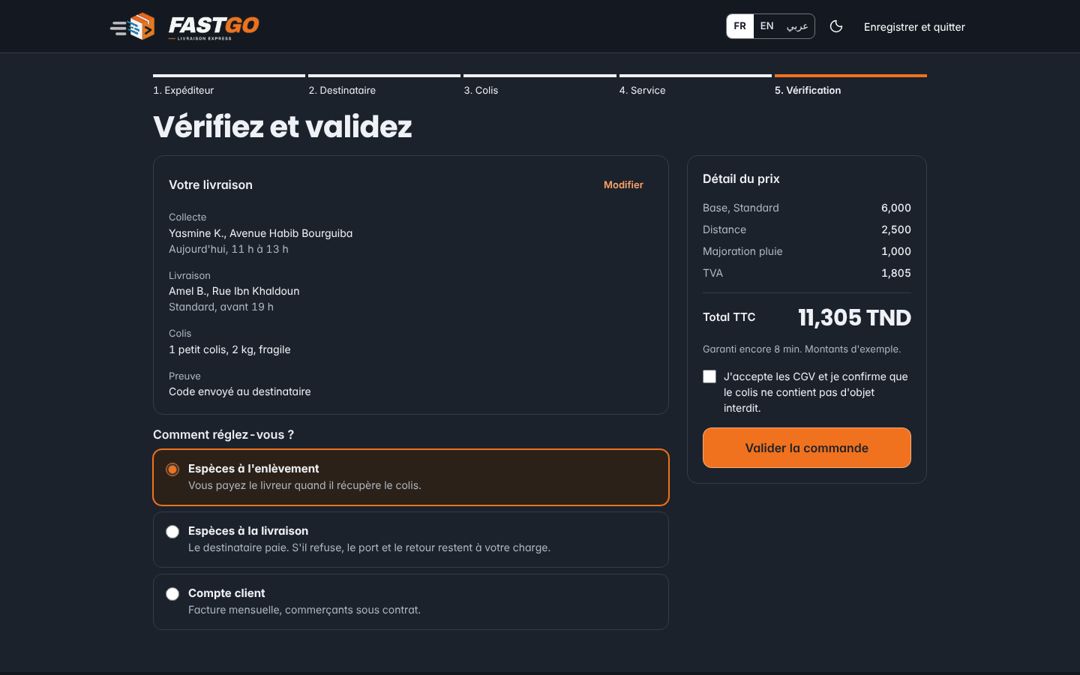 FASTGO
LIVRAISON EXPRESS
FR EN عربي
Enregistrer et quitter
1. Expéditeur
2. Destinataire
3. Colis
4. Service
5. Vérification
Vérifiez et validez
Votre livraison
Modifier
Collecte
Yasmine K., Avenue Habib Bourguiba
Aujourd'hui, 11 h à 13 h
Livraison
Amel B., Rue Ibn Khaldoun
Standard, avant 19 h
Colis
1 petit colis, 2 kg, fragile
Preuve
Code envoyé au destinataire
Comment réglez-vous ?
Espèces à l'enlèvement
Vous payez le livreur quand il récupère le colis.
Espèces à la livraison
Le destinataire paie. S'il refuse, le port et le retour restent à votre charge.
Compte client
Facture mensuelle, commerçants sous contrat.
Détail du prix
Base, Standard 6,000
Distance 2,500
Majoration pluie 1,000
TVA 1,805
Total TTC 11,305 TND
Garanti encore 8 min. Montants d'exemple.
J'accepte les CGV et je confirme que
le colis ne contient pas d'objet
interdit.
Valider la commande